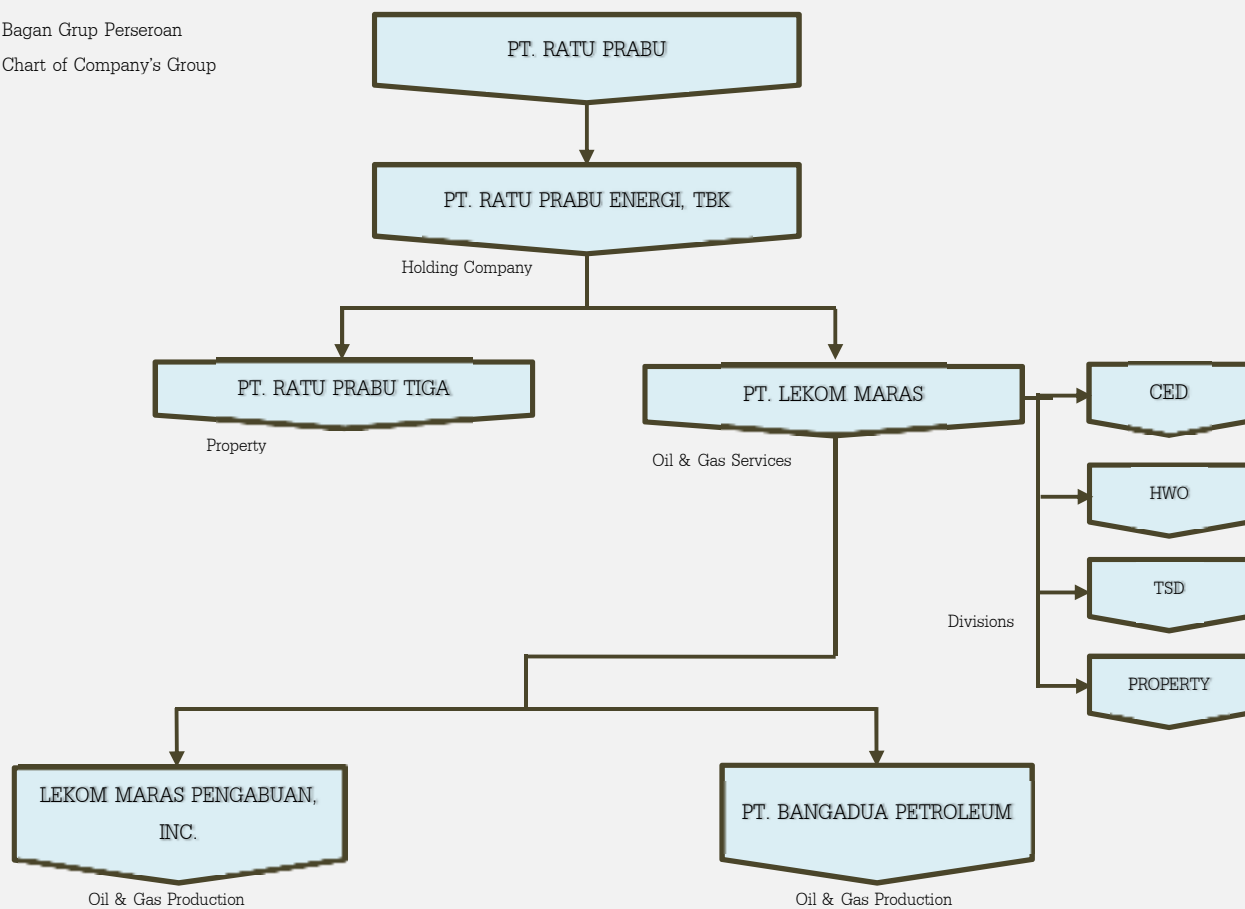 Bagan Grup Perseroan
Chart of Company's Group
PT. RATU PRABU
PT. RATU PRABU ENERGI, TBK
Holding Company
PT. RATU PRABU TIGA
Property
PT. LEKOM MARAS
Oil & Gas Services
CED
HWO
TSD
Divisions
PROPERTY
LEKOM MARAS PENGABUAN,
INC.
Oil & Gas Production
PT. BANGADUA PETROLEUM
Oil & Gas Production